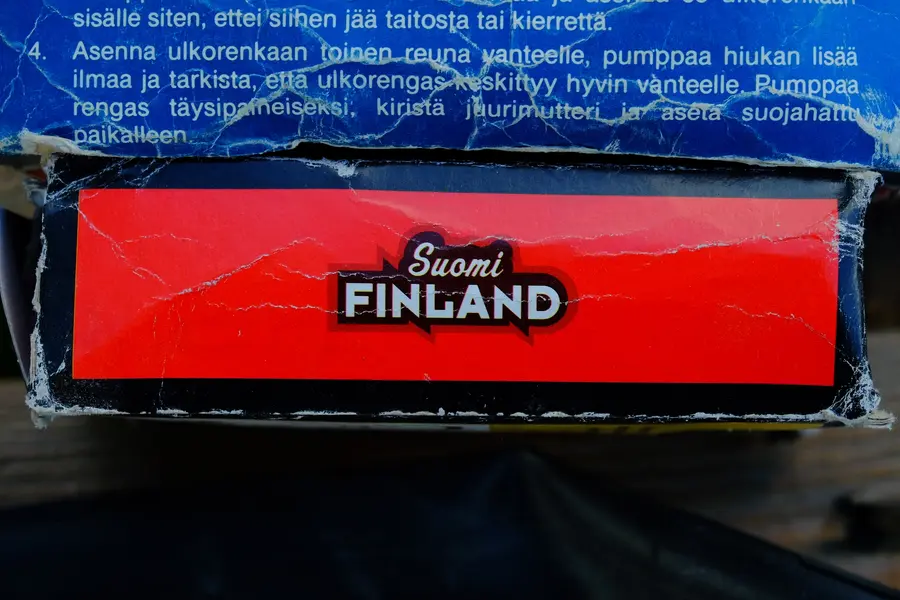 sisälle siten, ettei siihen jää taitosta tai kierrettä.
4. Asenna ulkorenkaan toinen reuna vanteelle, pumppaa hiukan lisää
ilmaa ja tarkista, että ulkorengas keskittyy hyvin vanteelle. Pumppaa
rengas täysipaineiseksi, kiristä juurimutteri ja aseta suojahattu
paikalleen.
Suomi
FINLAND